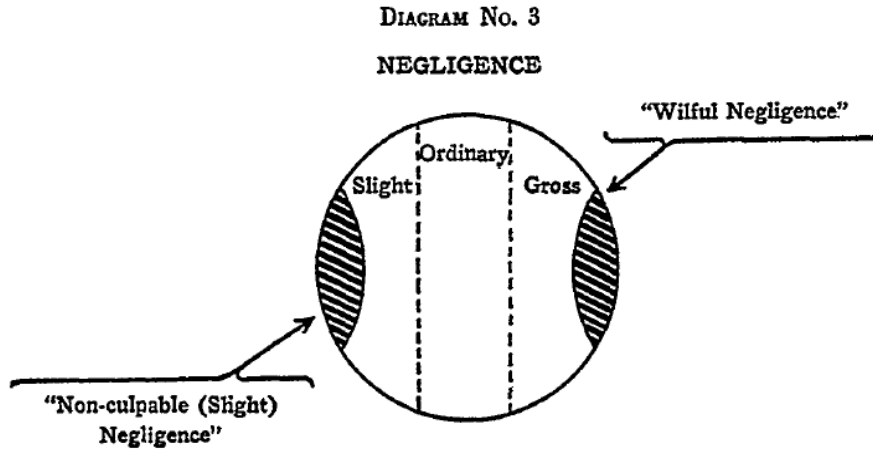 DIAGRAM No. 3
NEGLIGENCE
"Wilful Negligence."
Ordinary
Slight
Gross
"Non-culpable (Slight)
Negligence"